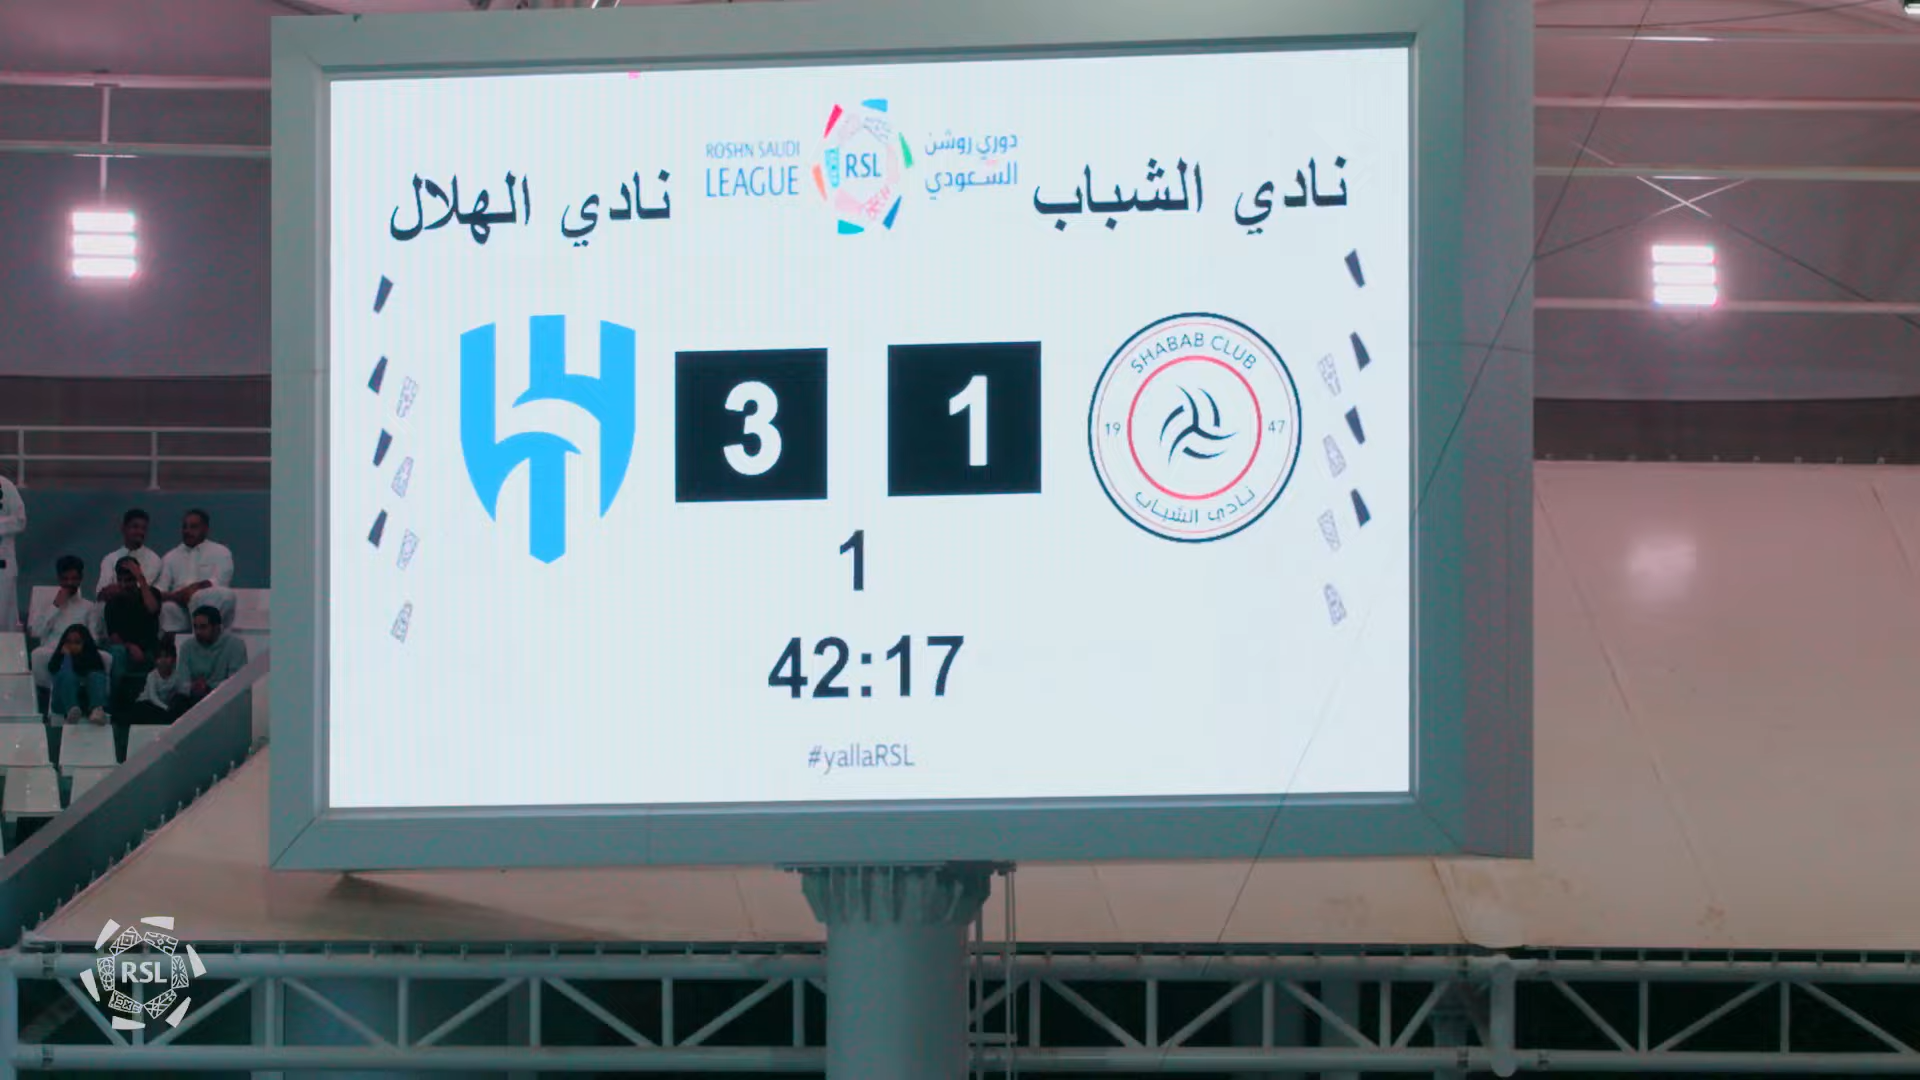 ROSHN SAUDI
LEAGUE
RSL
دوري روشن
السعودي
نادي الهلال
نادي الشباب
3
1
SHABAB CLUB
19
47
نادي الشباب
1
42:17
#yallaRSL
RSL